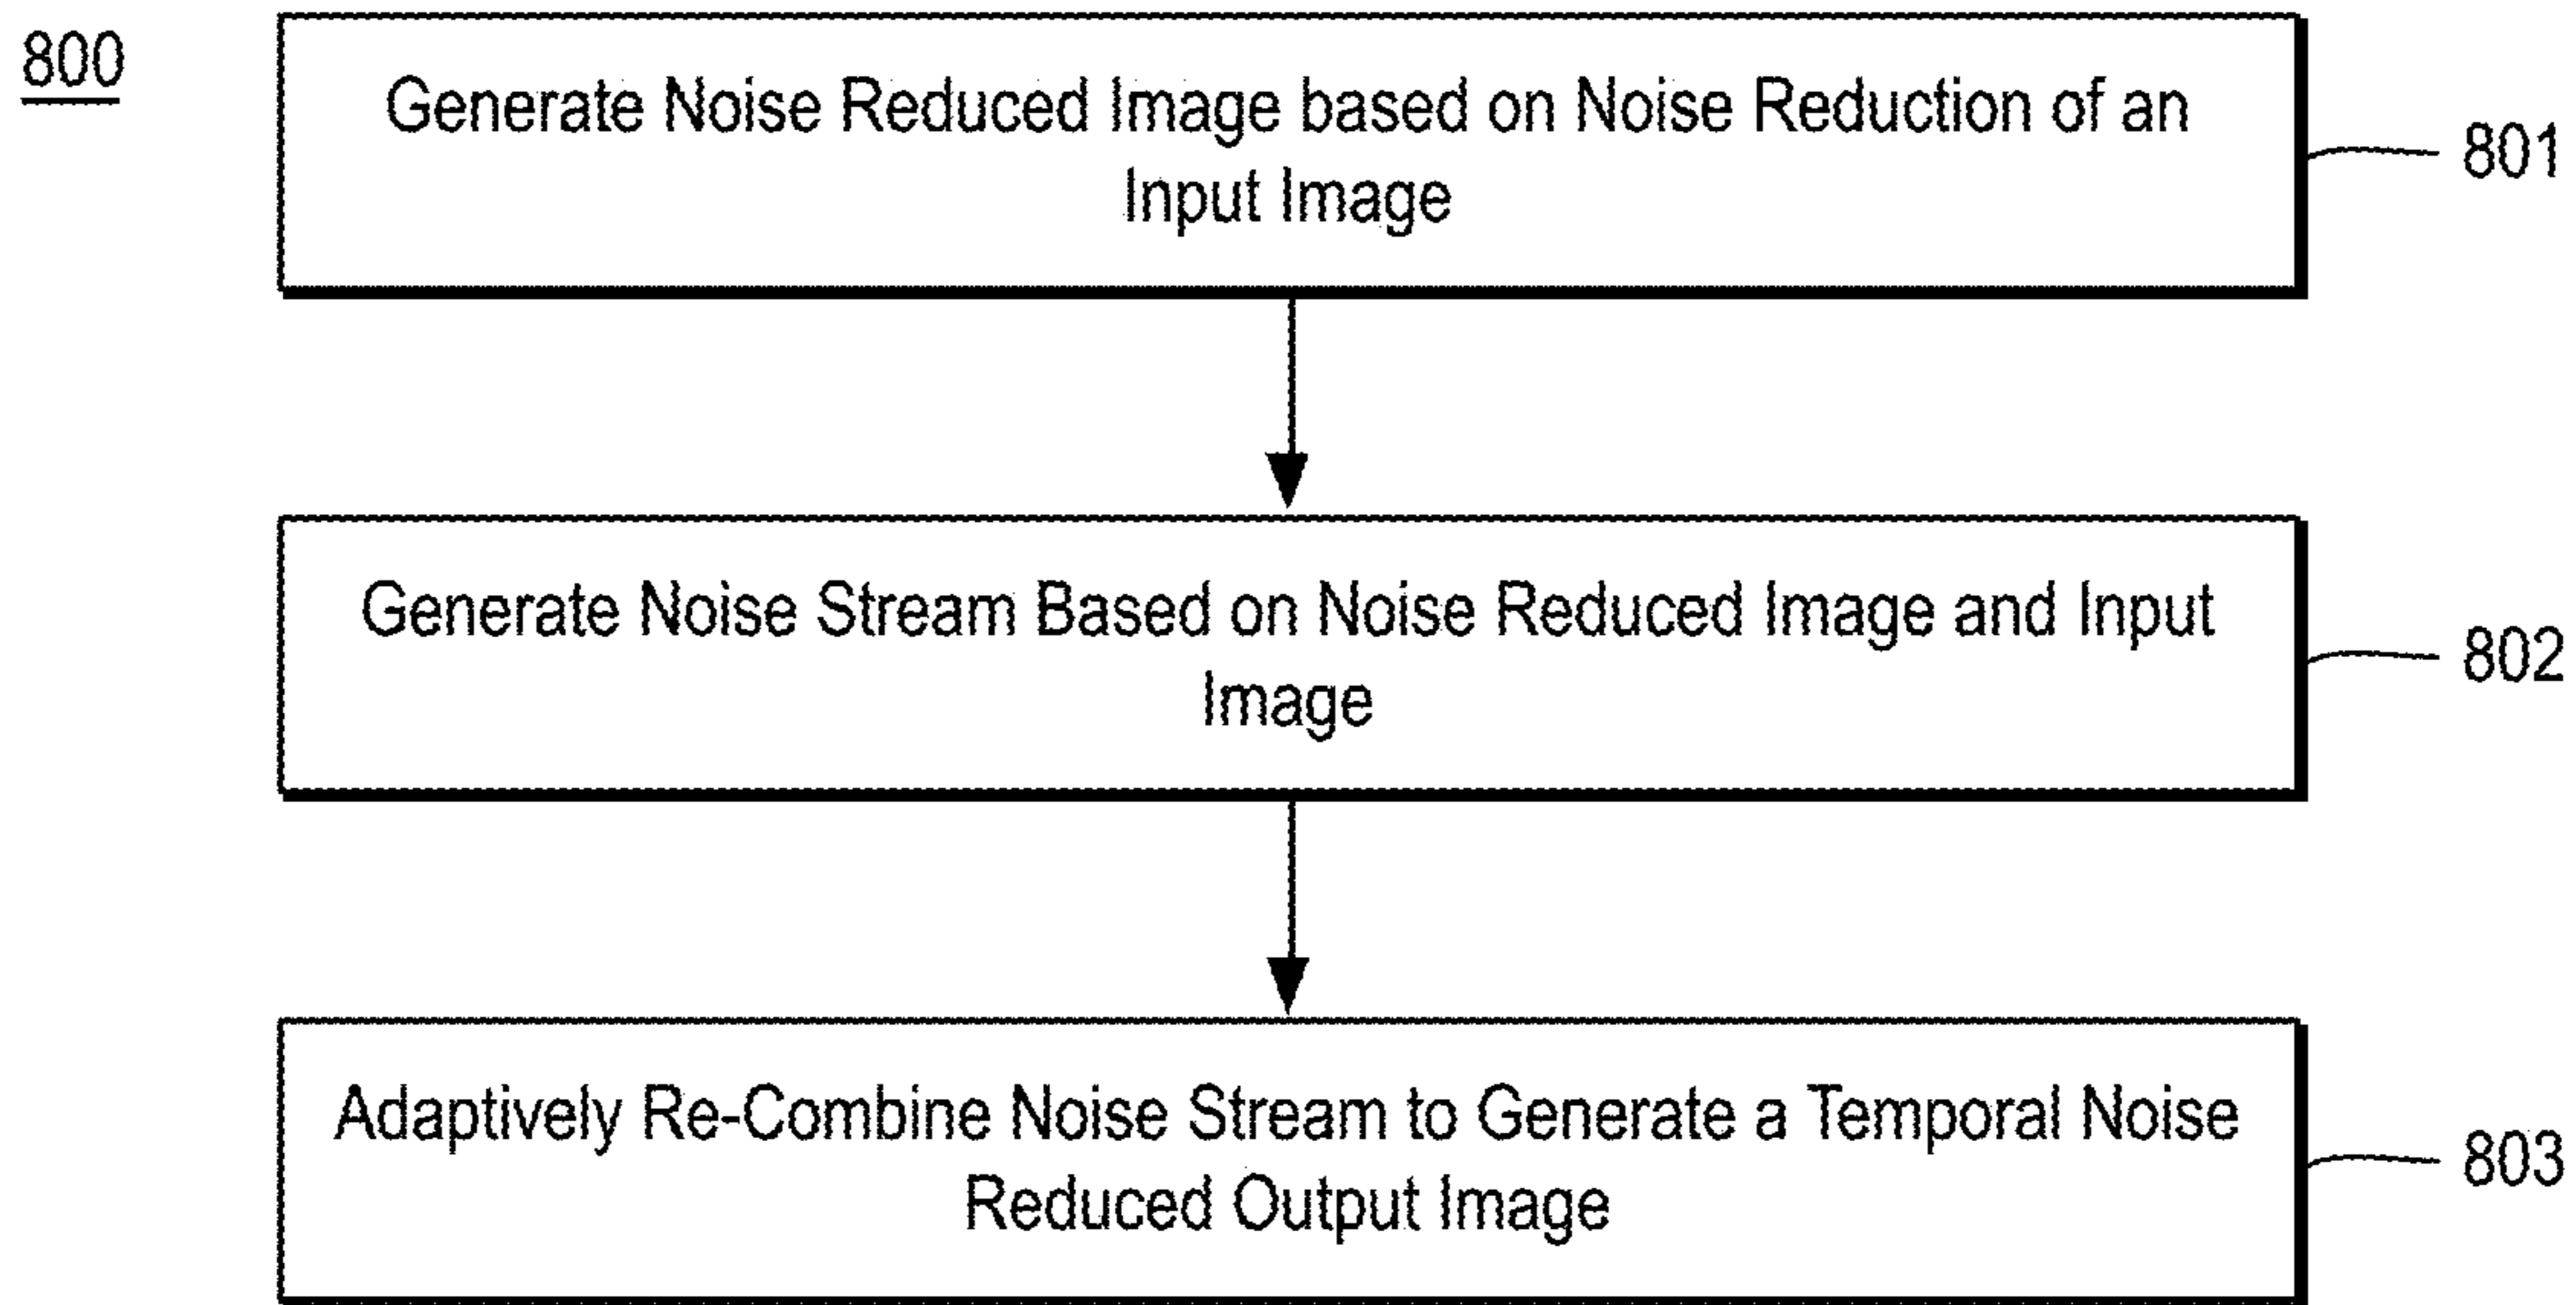 800
Generate Noise Reduced Image based on Noise Reduction of an
Input Image
801
Generate Noise Stream Based on Noise Reduced Image and Input
Image
802
Adaptively Re-Combine Noise Stream to Generate a Temporal Noise
Reduced Output Image
803